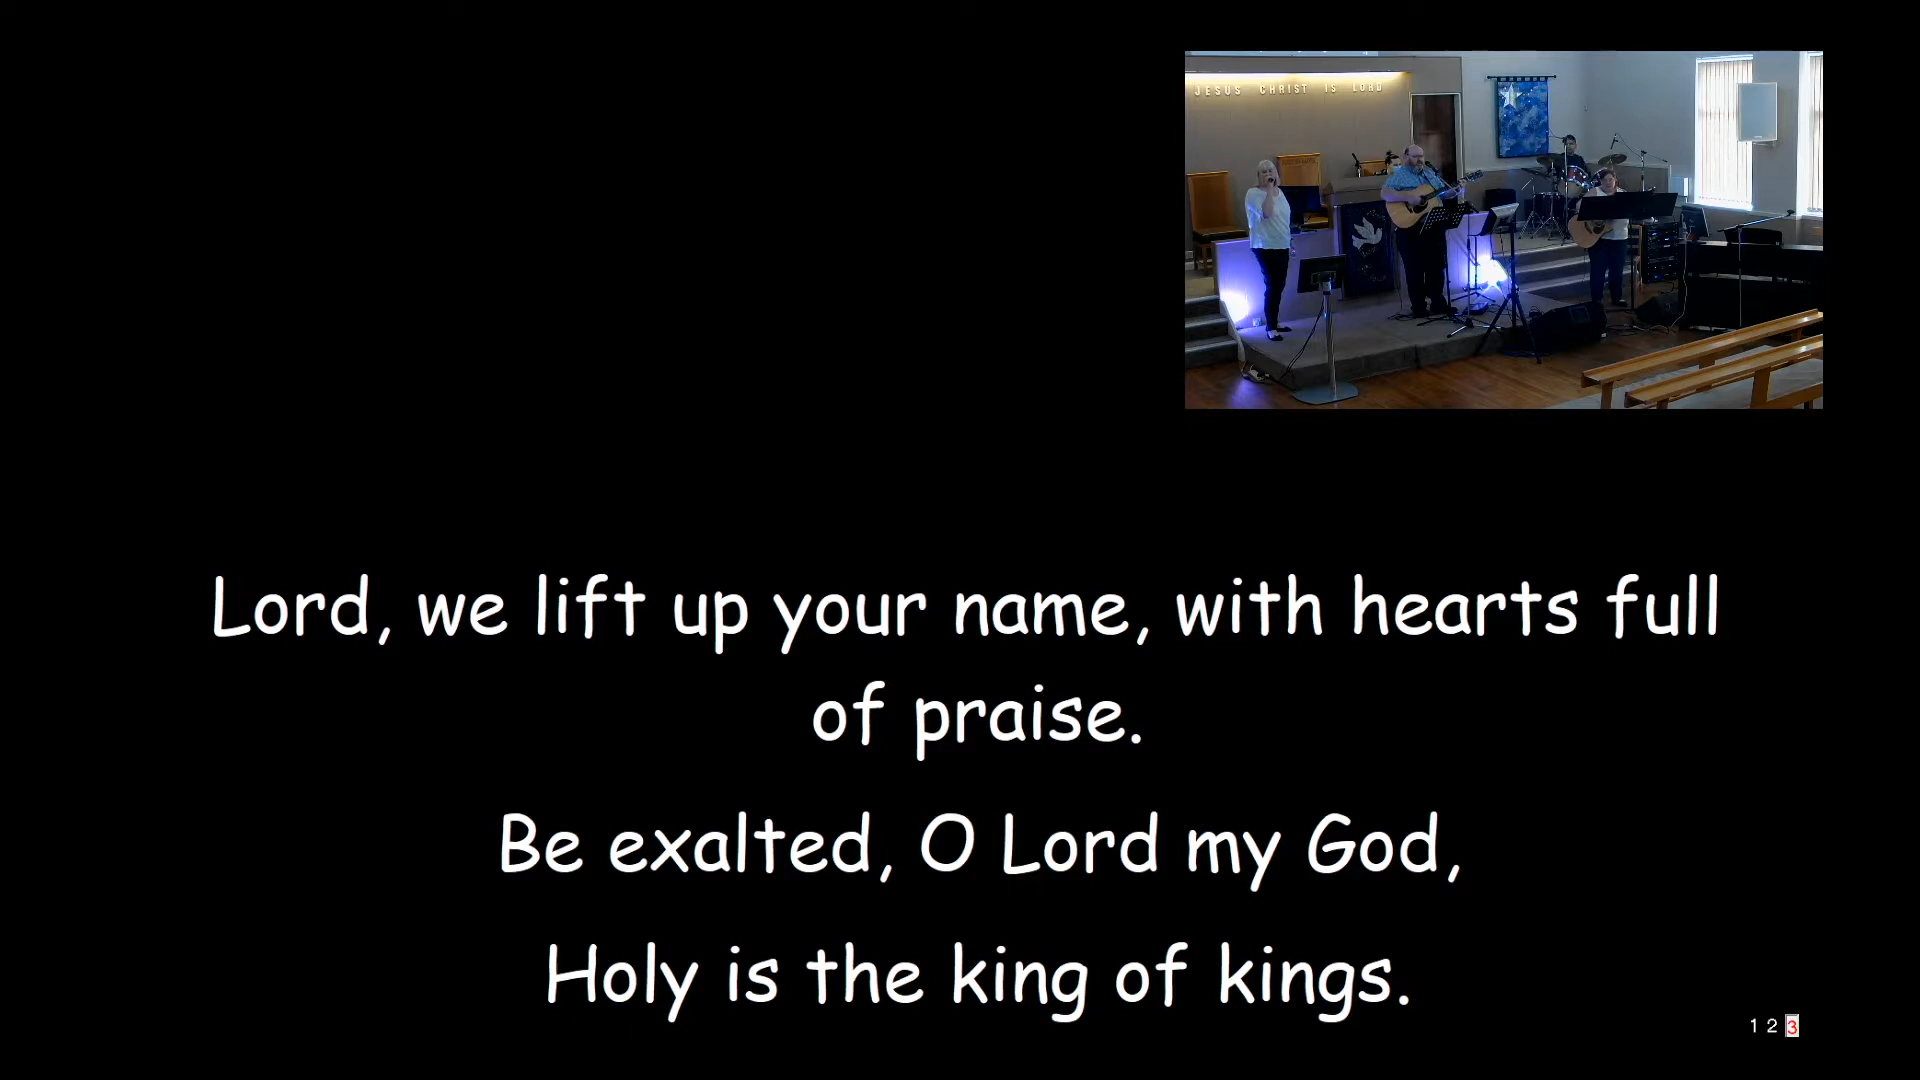 JESUS CHRIST IS LORD
Lord, we lift up your name, with hearts full
of praise.
Be exalted, O Lord my God,
Holy is the king of kings.
1 2 3